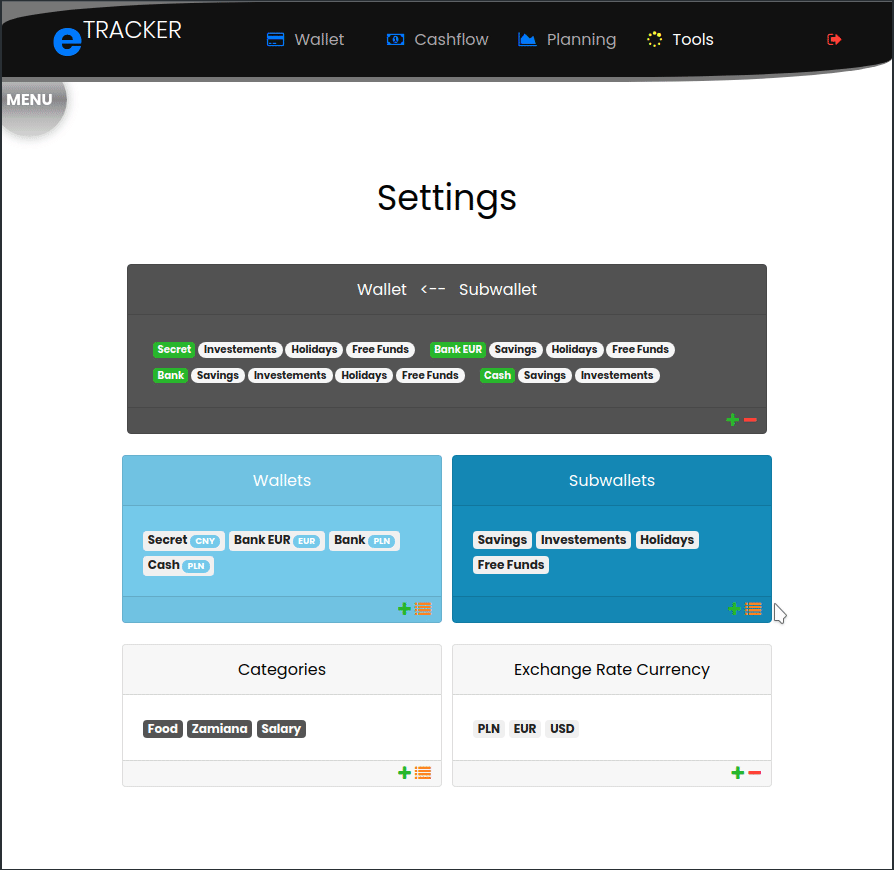 eTRACKER
Wallet Cashflow Planning Tools
MENU
Settings
Wallet <-- Subwallet
Secret Investements Holidays Free Funds Bank EUR Savings Holidays Free Funds
Bank Savings Investements Holidays Free Funds Cash Savings Investements
Wallets
Secret CNY Bank EUR EUR Bank PLN
Cash PLN
Subwallets
Savings Investements Holidays
Free Funds
Categories
Food Zamiana Salary
Exchange Rate Currency
PLN EUR USD